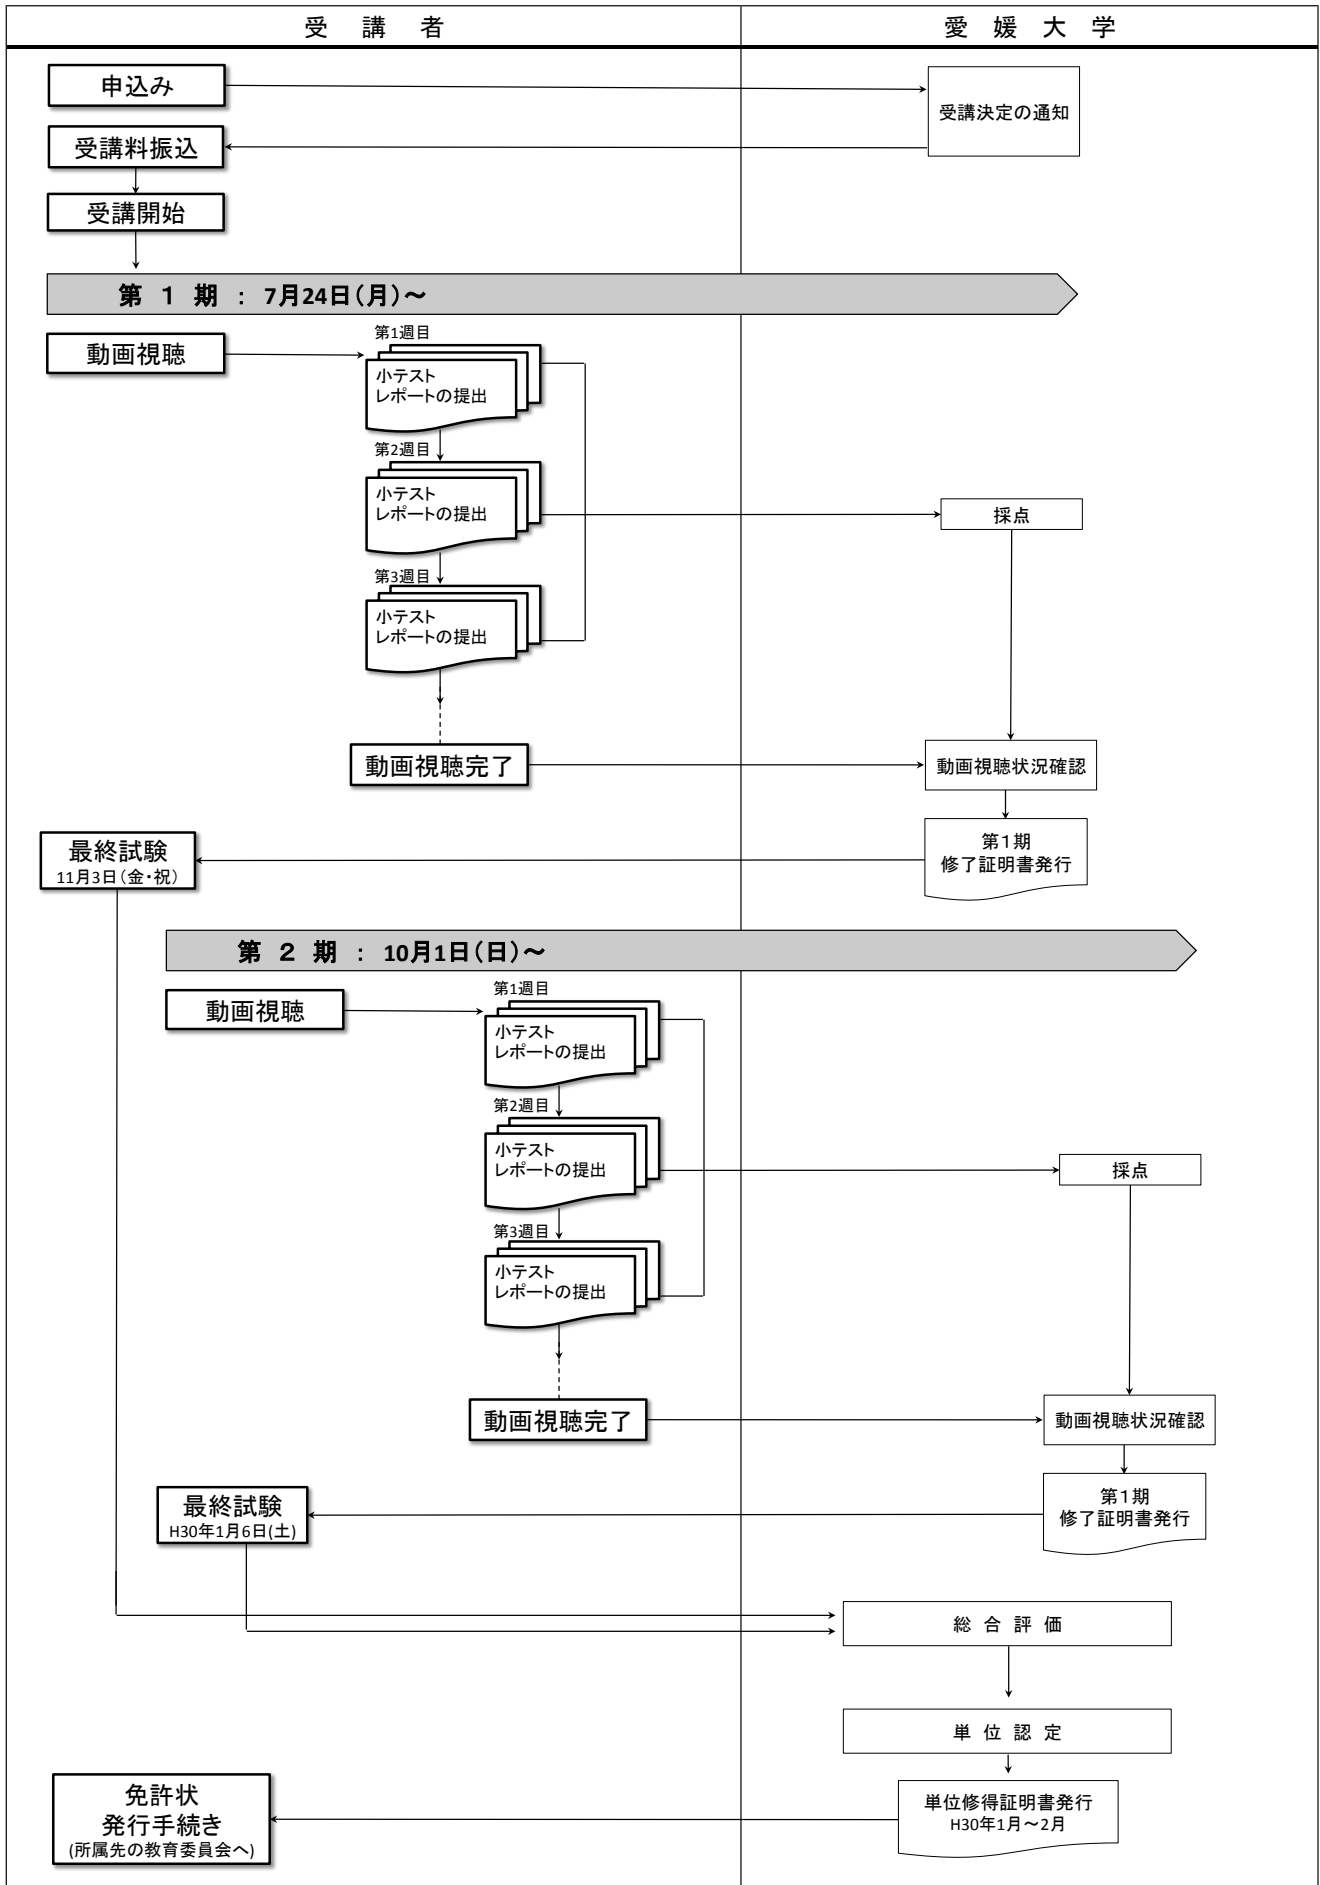 受 講 者
愛 媛 大 学
申込み
受講決定の通知
受講料振込
受講開始
第 1 期 : 7月24日(月)～
動画視聴
第1週目
小テスト
レポートの提出
第2週目
小テスト
レポートの提出
採点
第3週目
小テスト
レポートの提出
動画視聴完了
動画視聴状況確認
第1期
修了証明書発行
最終試験
11月3日(金・祝)
第 2 期 : 10月1日(日)～
動画視聴
第1週目
小テスト
レポートの提出
第2週目
小テスト
レポートの提出
採点
第3週目
小テスト
レポートの提出
動画視聴完了
動画視聴状況確認
第1期
修了証明書発行
最終試験
H30年1月6日(土)
総 合 評 価
単 位 認 定
単位修得証明書発行
H30年1月～2月
免許状
発行手続き
(所属先の教育委員会へ)